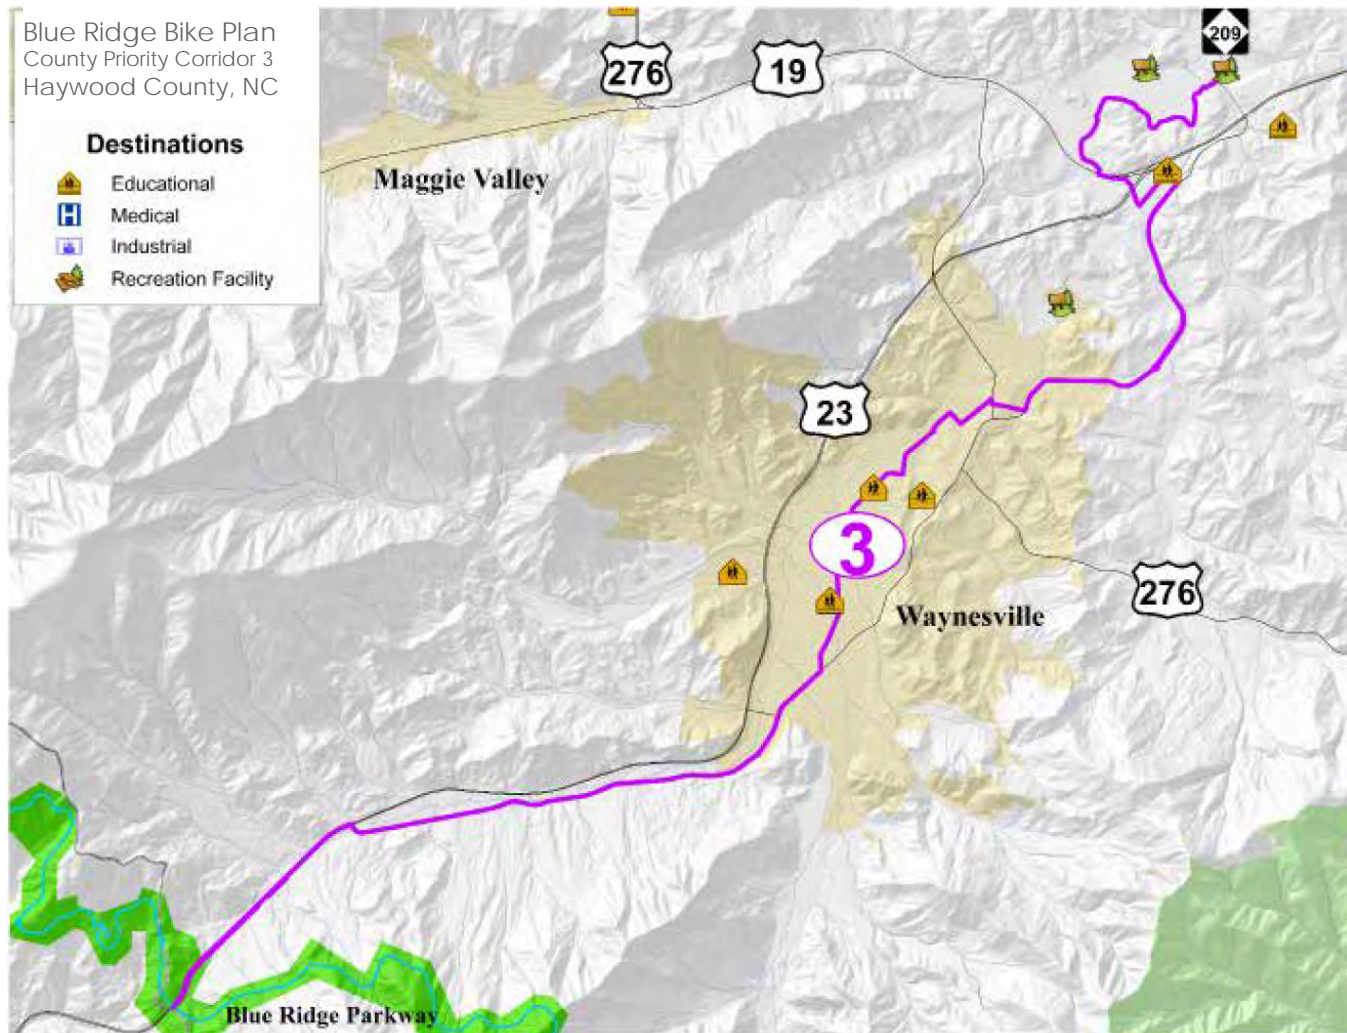 Blue Ridge Bike Plan
County Priority Corridor 3
Haywood County, NC
Destinations
Educational
H Medical
Industrial
Recreation Facility
276
19
209
Maggie Valley
23
3
276
Waynesville
Blue Ridge Parkway